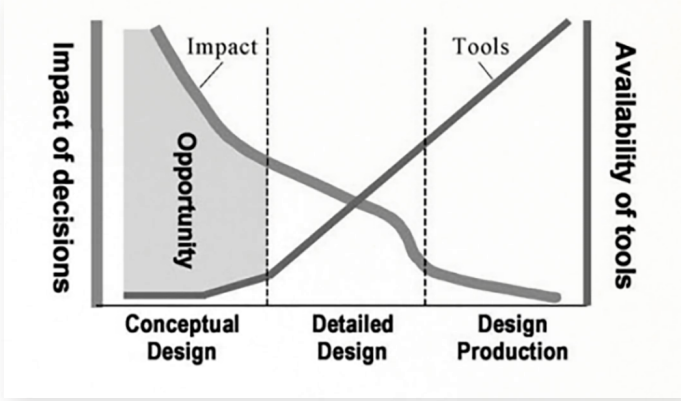 Impact of decisions
Impact
Tools
Opportunity
Availability of tools
Conceptual
Design
Detailed
Design
Design
Production